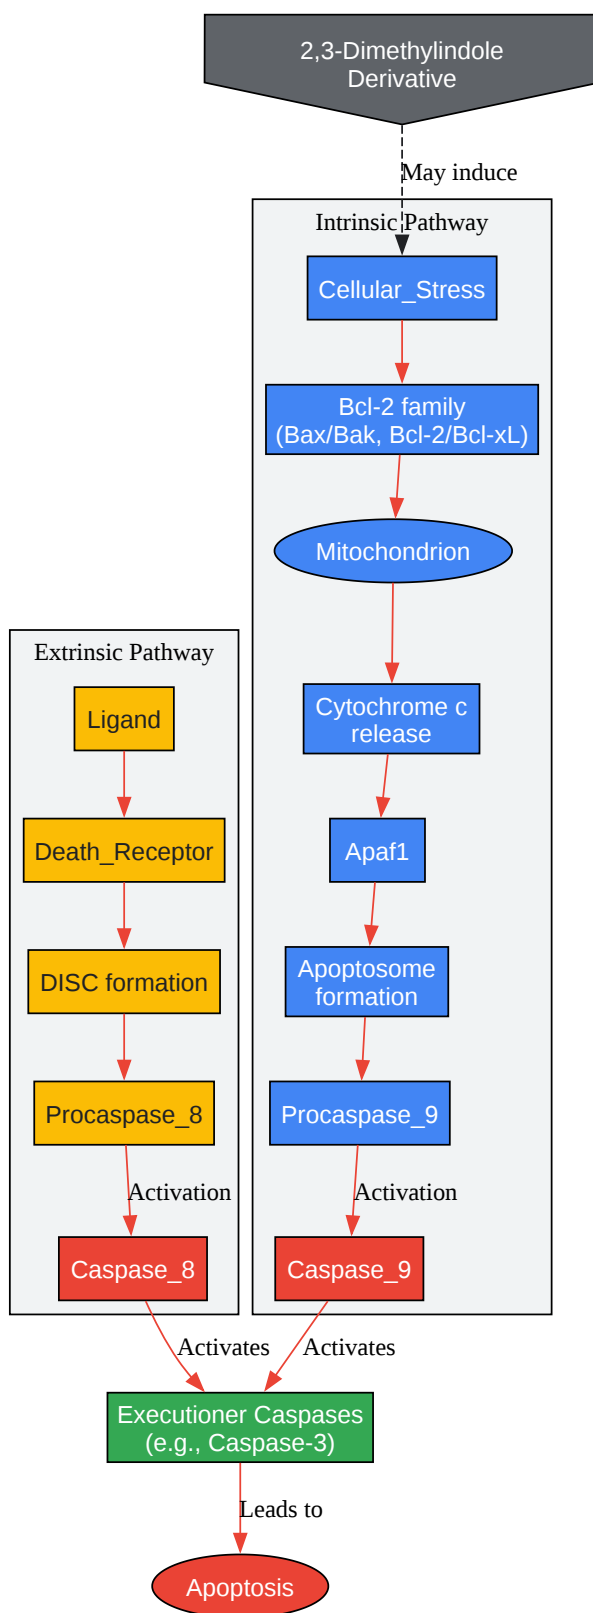 2,3-Dimethylindole
Derivative
May induce
Intrinsic Pathway
Cellular_Stress
Bcl-2 family
(Bax/Bak, Bcl-2/Bcl-xL)
Mitochondrion
Cytochrome c
release
Apaf1
Apoptosome
formation
Procaspase_9
Activation
Caspase_9
Activates
Extrinsic Pathway
Ligand
Death_Receptor
DISC formation
Procaspase_8
Activation
Caspase_8
Activates
Executioner Caspases
(e.g., Caspase-3)
Leads to
Apoptosis